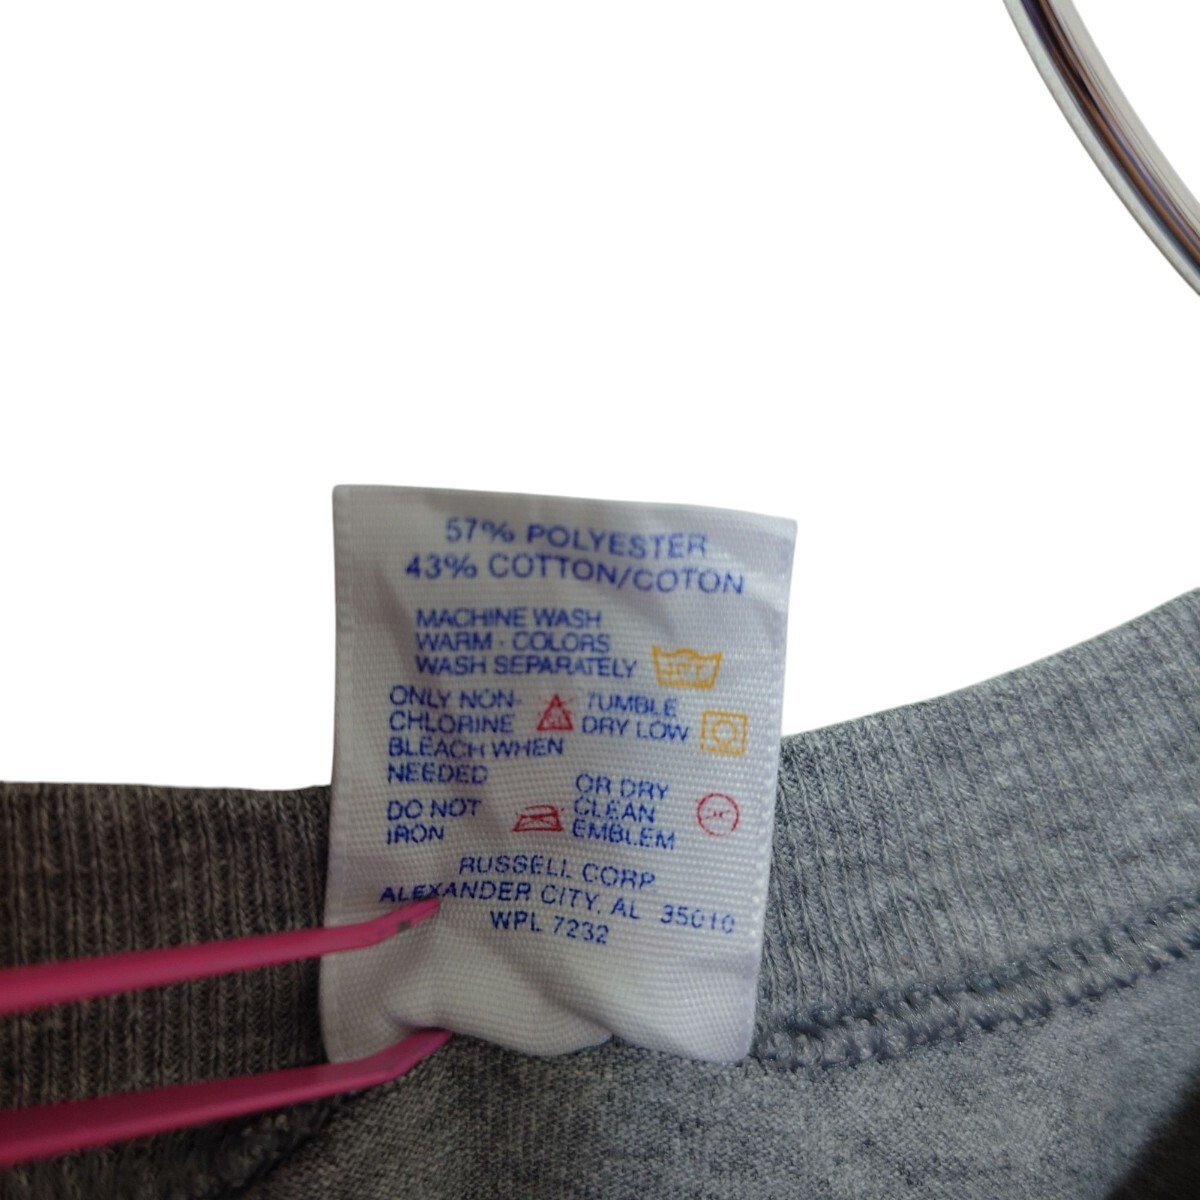 57% POLYESTER
43% COTTON/COTON
MACHINE WASH
WARM - COLORS
WASH SEPARATELY
ONLY NON-
CHLORINE
BLEACH WHEN
NEEDED
TUMBLE
DRY LOW
DO NOT
IRON
OR DRY
CLEAN
EMBLEM
RUSSELL CORP.
ALEXANDER CITY, AL 35010
WPL 7232